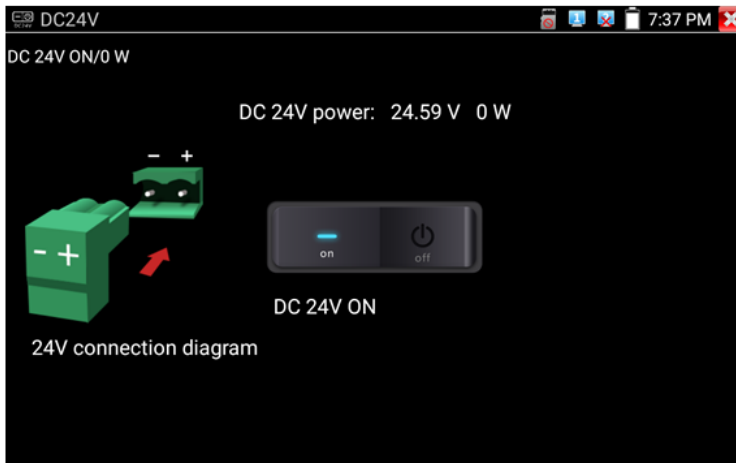 DC24V
7:37 PM
DC 24V ON/0 W
DC 24V power: 24.59 V 0 W
- +
- +
on
off
DC 24V ON
24V connection diagram